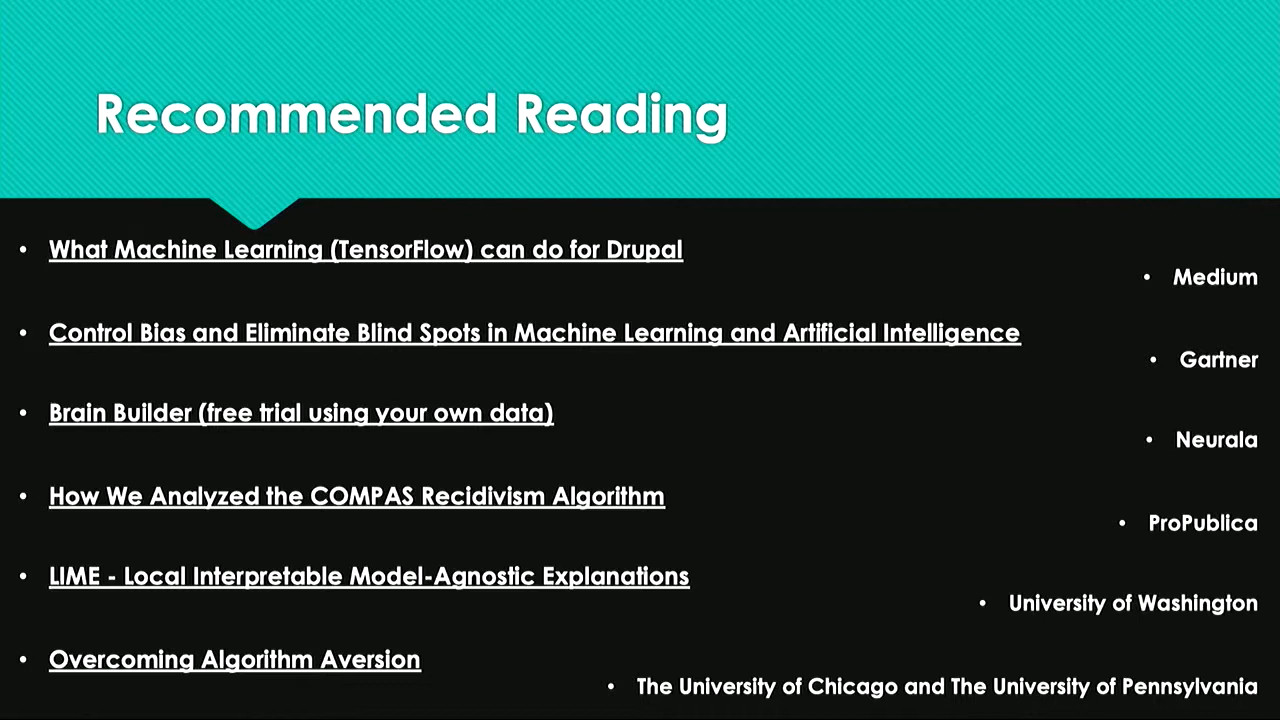 Recommended Reading
• What Machine Learning (TensorFlow) can do for Drupal
• Medium
• Control Bias and Eliminate Blind Spots in Machine Learning and Artificial Intelligence
• Gartner
• Brain Builder (free trial using your own data)
• Neurala
• How We Analyzed the COMPAS Recidivism Algorithm
• ProPublica
• LIME - Local Interpretable Model-Agnostic Explanations
• University of Washington
• Overcoming Algorithm Aversion
• The University of Chicago and The University of Pennsylvania